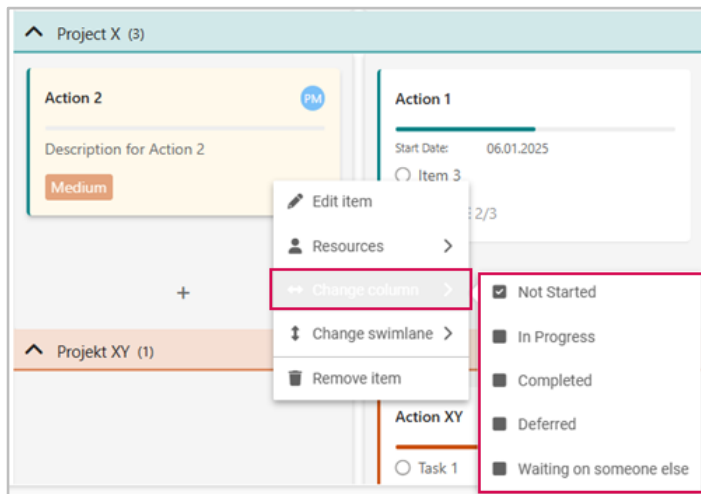 Project X (3)
Action 2
PM
Description for Action 2
Medium
Action 1
Start Date: 06.01.2025
Item 3
2/3
Edit item
Resources
Change column
Change swimlane
Remove item
Not Started
In Progress
Completed
Deferred
Waiting on someone else
Projekt XY (1)
Action XY
Task 1